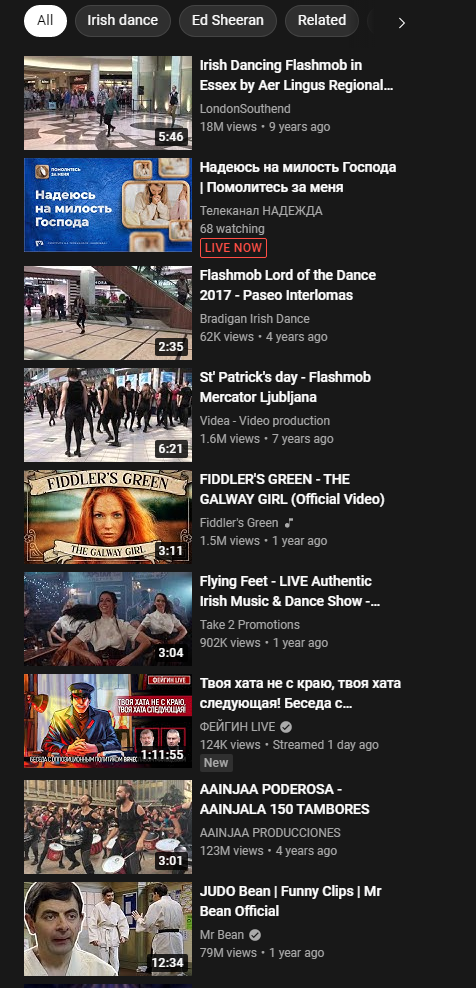 All
Irish dance
Ed Sheeran
Related
Irish Dancing Flashmob in
Essex by Aer Lingus Regional...
LondonSouthend
18M views • 9 years ago
5:46
ПОМОЛИТЕСЬ
ЗА МЕНЯ
Надеюсь
на милость
Господа
Надеюсь на милость Господа
| Помолитесь за меня
Телеканал НАДЕЖДА
68 watching
LIVE NOW
Flashmob Lord of the Dance
2017 - Paseo Interlomas
Bradigan Irish Dance
62K views • 4 years ago
2:35
St' Patrick's day - Flashmob
Mercator Ljubljana
Videa - Video production
1.6M views • 7 years ago
6:21
FIDDLER'S GREEN
THE GALWAY GIRL
3:11
FIDDLER'S GREEN - THE
GALWAY GIRL (Official Video)
Fiddler's Green
1.5M views • 1 year ago
Flying Feet - LIVE Authentic
Irish Music & Dance Show -...
Take 2 Promotions
902K views • 1 year ago
3:04
ФЕЙГИН LIVE
ТВОЯ ХАТА НЕ С КРАЮ,
ТВОЯ ХАТА СЛЕДУЮЩАЯ!
БЕСЕДА С ОППОЗИЦИОННЫМ ПОЛИТИКОМ
1:11:55
Твоя хата не с краю, твоя хата
следующая! Беседа с...
ФЕЙГИН LIVE
124K views • Streamed 1 day ago
New
AAINJAA PODEROSA -
AAINJALA 150 TAMBORES
AAINJAA PRODUCCIONES
123M views • 4 years ago
3:01
JUDO Bean | Funny Clips | Mr
Bean Official
Mr Bean
79M views • 1 year ago
12:34